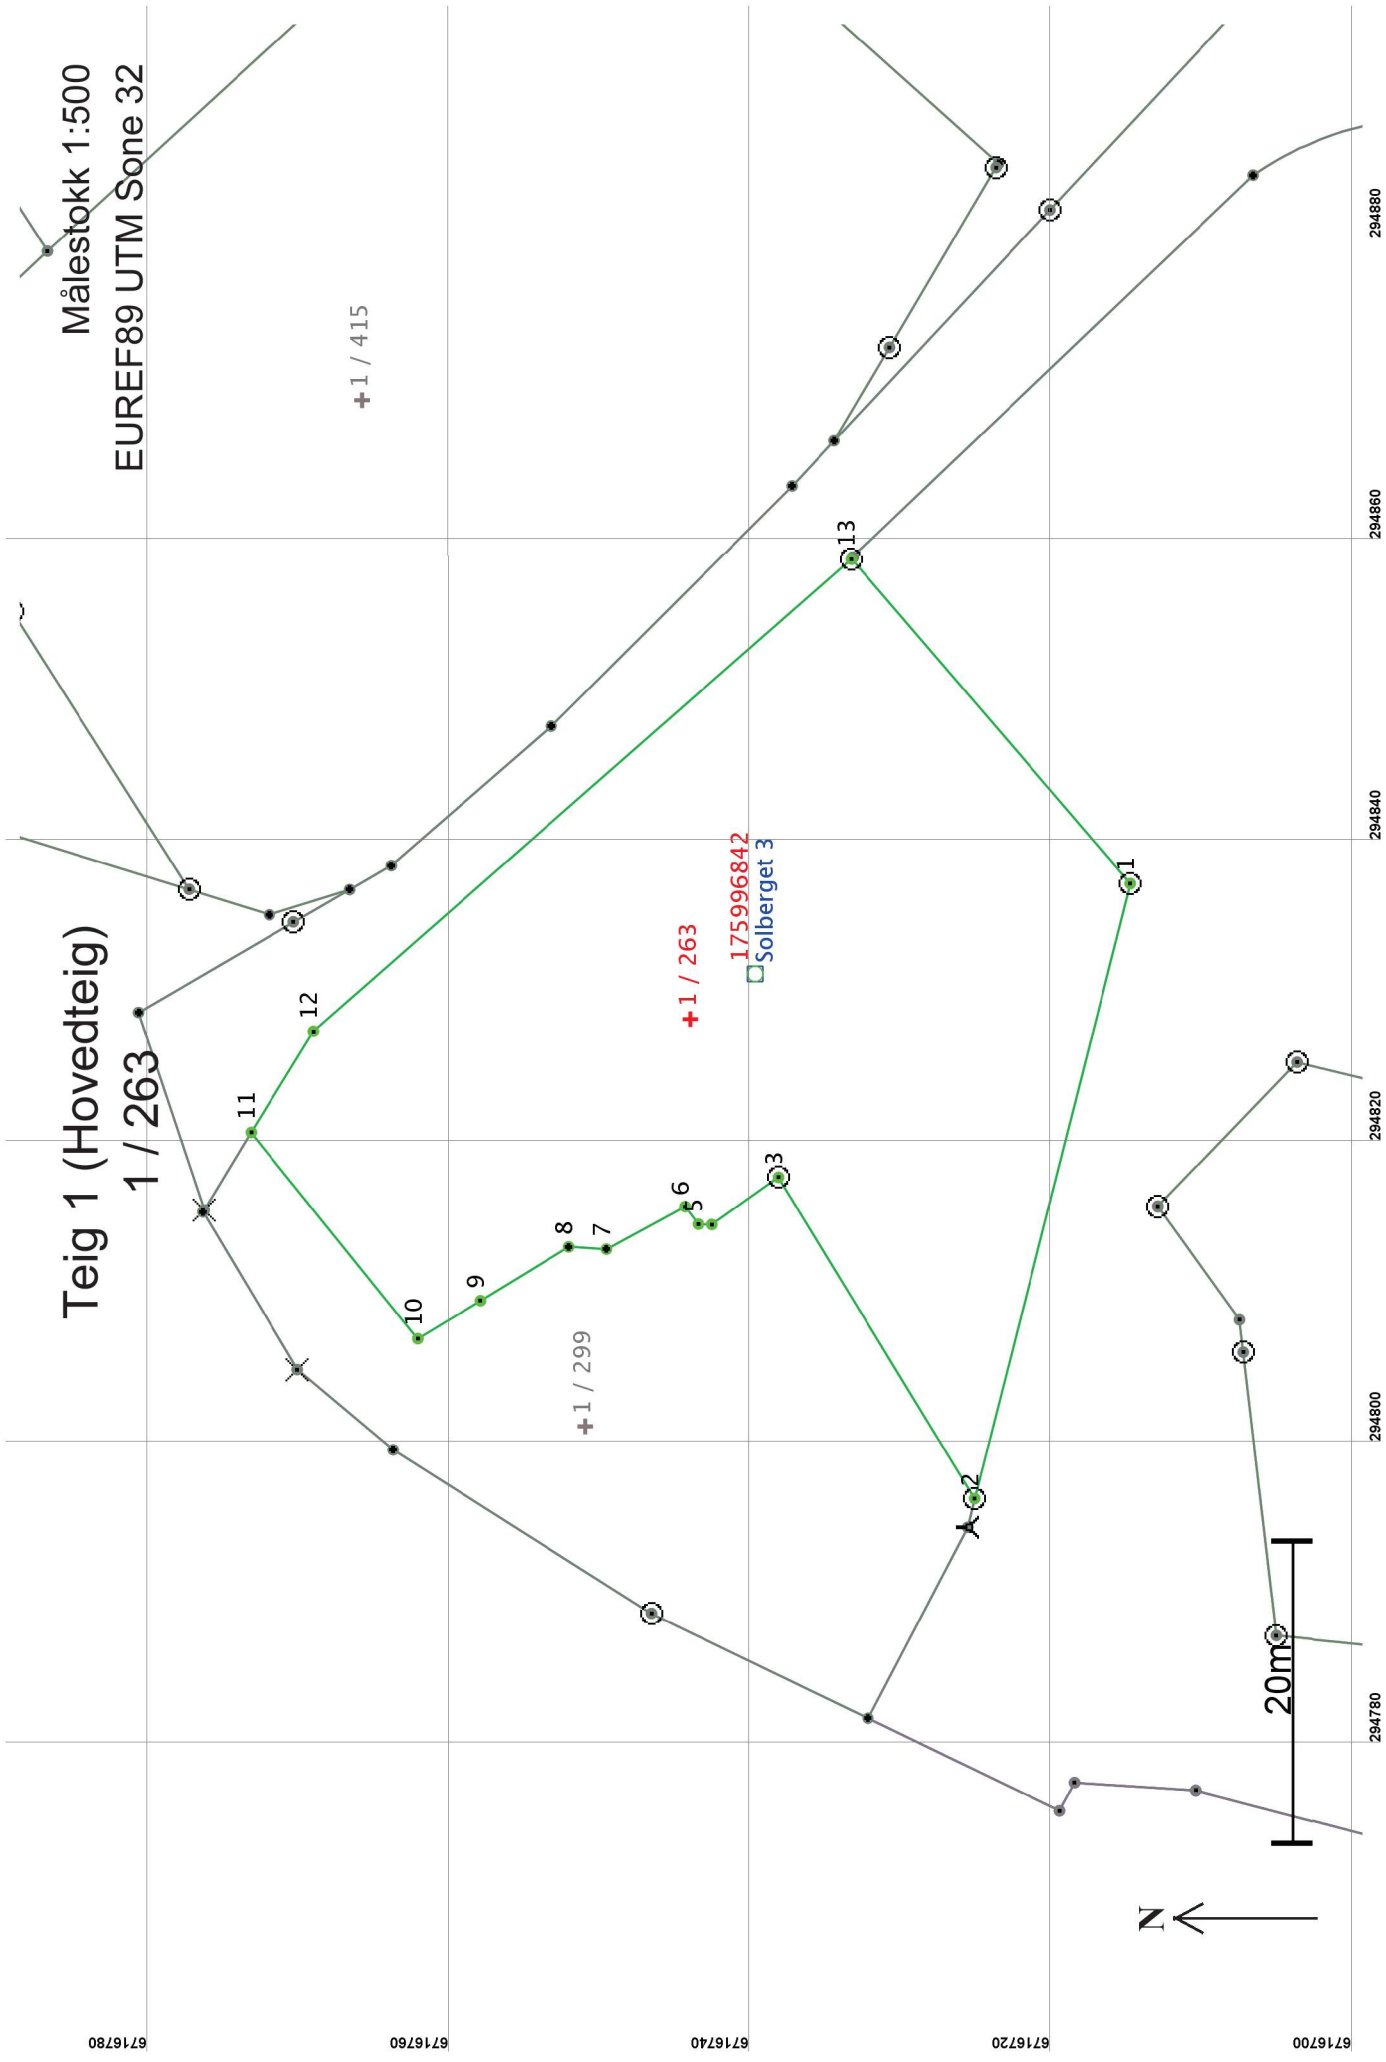 Teig 1 (Hovedteig)
1 / 263
Målestokk 1:500
EUREF89 UTM Sone 32
1 / 415
11
12
10
9
8
7
6
5
3
13
1
2
1 / 299
1 / 263
175996842
Solberget 3
20m
N
6716780
6716760
6716740
6716720
6716700
294780
294800
294820
294840
294860
294880